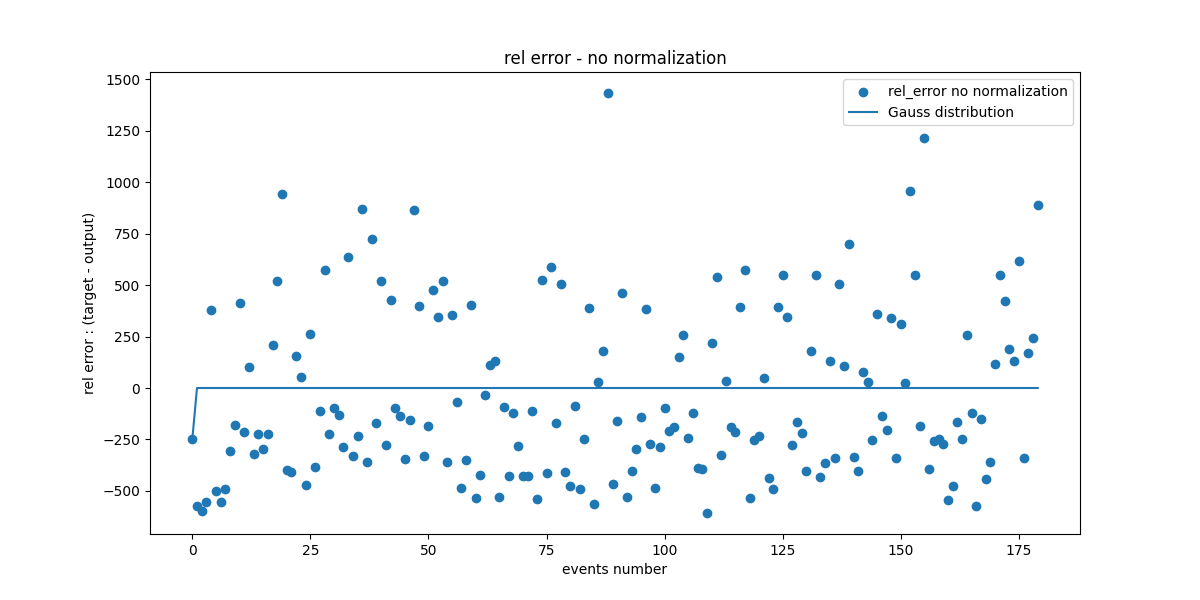 rel error - no normalization
rel_error no normalization
Gauss distribution
rel error : (target - output)
1500
1250
1000
750
500
250
0
−250
−500
0 25 50 75 100 125 150 175
events number